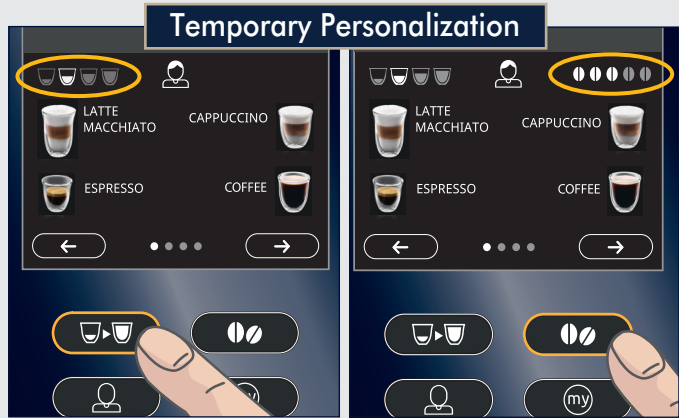 Temporary Personalization
LATTE
MACCHIATO
CAPPUCCINO
ESPRESSO
COFFEE
LATTE
MACCHIATO
CAPPUCCINO
ESPRESSO
COFFEE
my